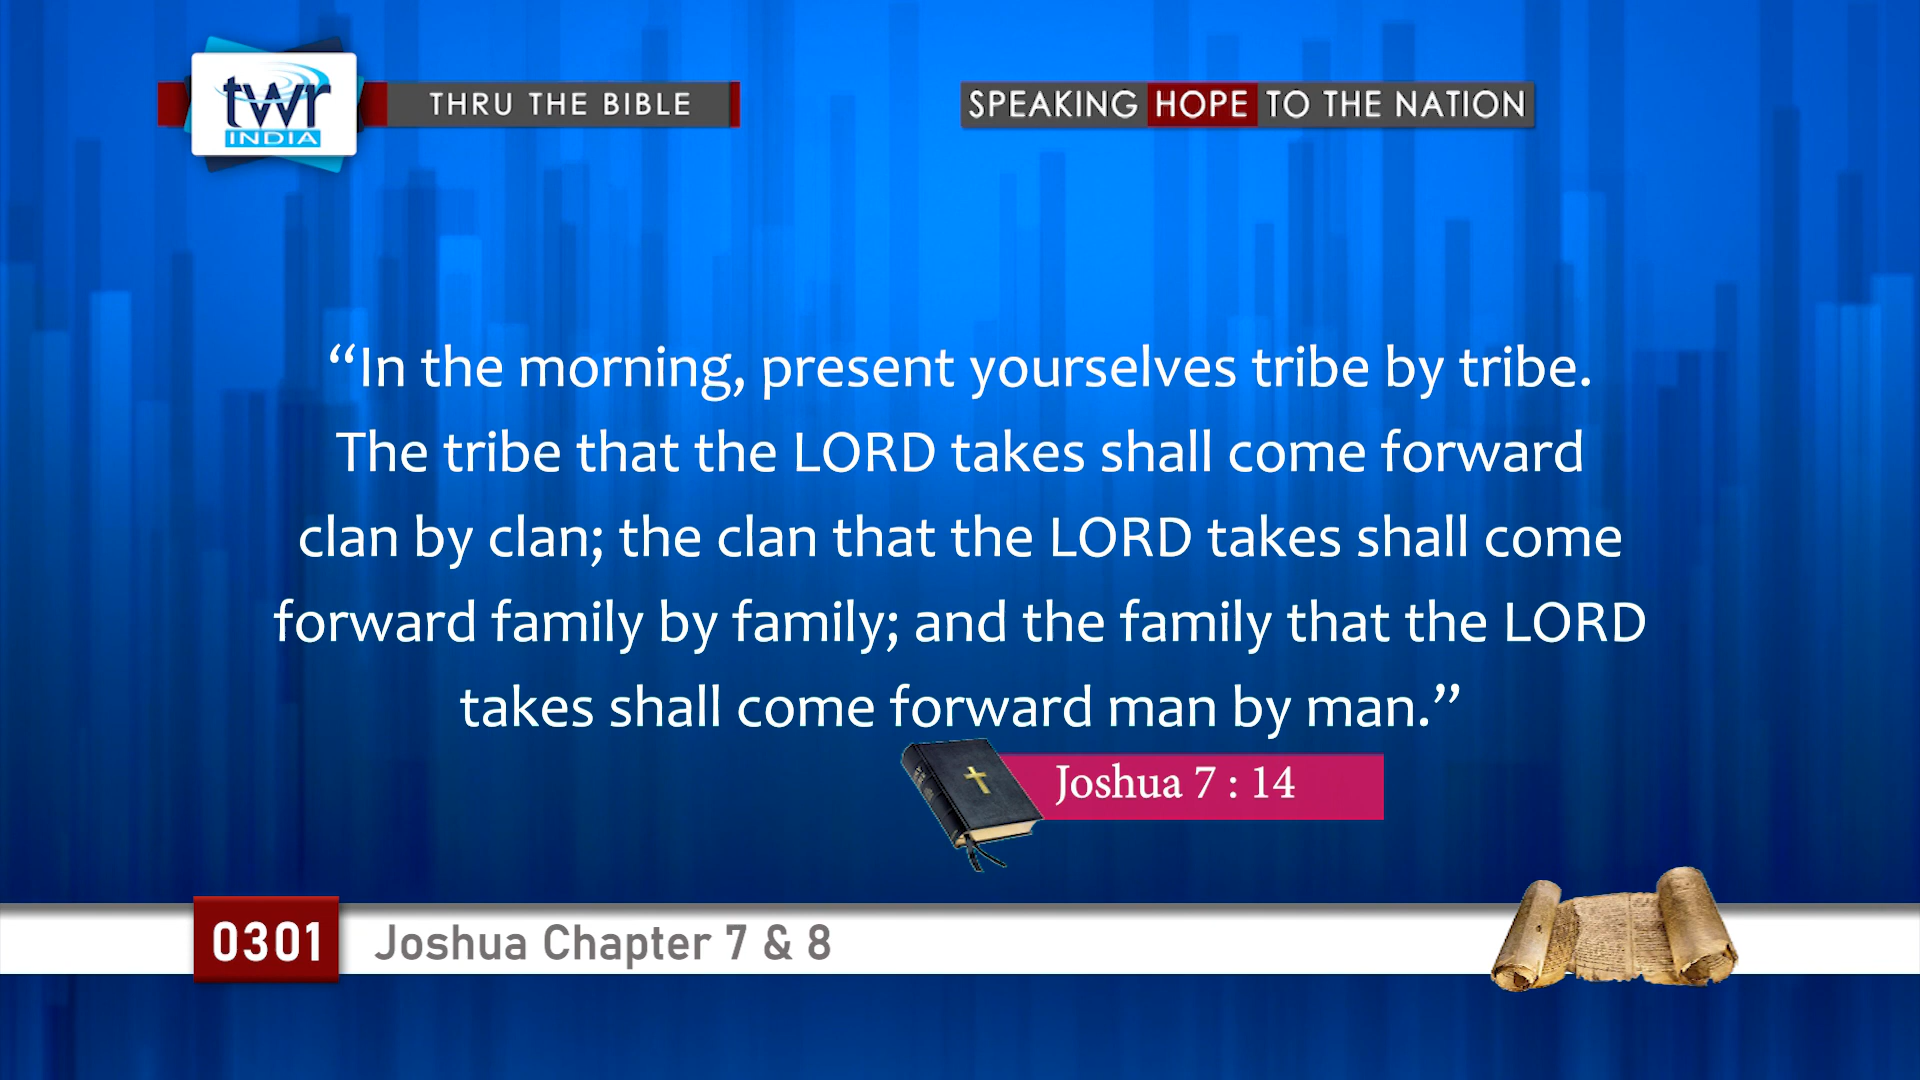 twr
INDIA
THRU THE BIBLE
SPEAKING HOPE TO THE NATION
“In the morning, present yourselves tribe by tribe.
The tribe that the LORD takes shall come forward
clan by clan; the clan that the LORD takes shall come
forward family by family; and the family that the LORD
takes shall come forward man by man.”
Joshua 7 : 14
0301
Joshua Chapter 7 & 8